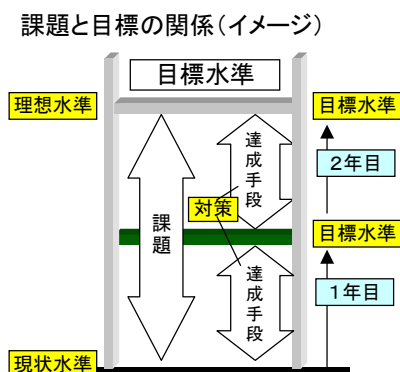 課題と目標の関係（イメージ）
目標水準
理想水準
目標水準
達成手段
2年目
課題
対策
目標水準
達成手段
1年目
現状水準